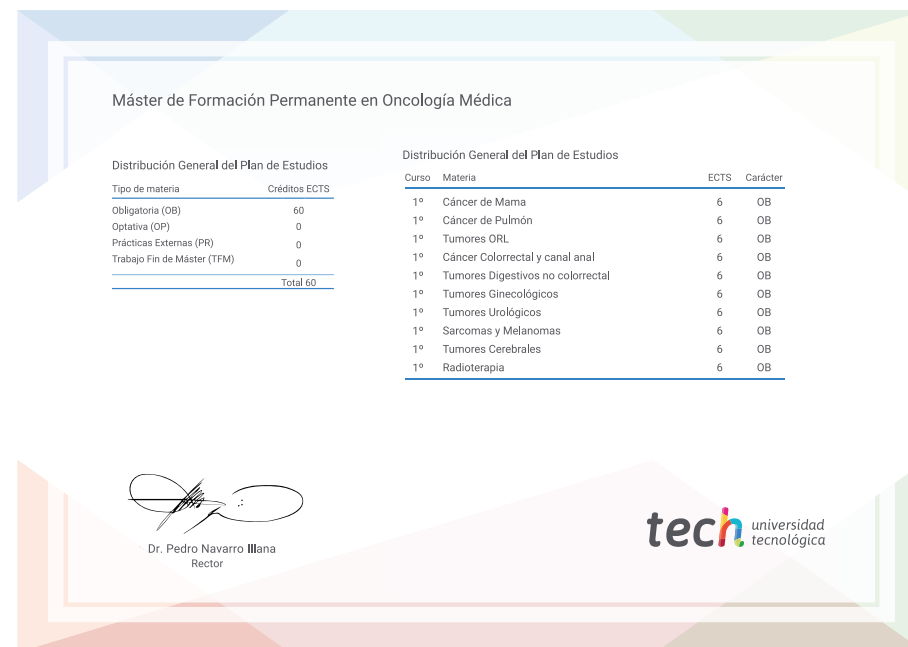 Máster de Formación Permanente en Oncología Médica
Distribución General del Plan de Estudios
Tipo de materia Créditos ECTS
Obligatoria (OB) 60
Optativa (OP) 0
Prácticas Externas (PR) 0
Trabajo Fin de Máster (TFM) 0
Total 60
Distribución General del Plan de Estudios
Curso Materia ECTS Carácter
1º Cáncer de Mama 6 OB
1º Cáncer de Pulmón 6 OB
1º Tumores ORL 6 OB
1º Cáncer Colorrectal y canal anal 6 OB
1º Tumores Digestivos no colorrectal 6 OB
1º Tumores Ginecológicos 6 OB
1º Tumores Urológicos 6 OB
1º Sarcomas y Melanomas 6 OB
1º Tumores Cerebrales 6 OB
1º Radioterapia 6 OB
Dr. Pedro Navarro Illana
Rector
tech universidad
tecnológica